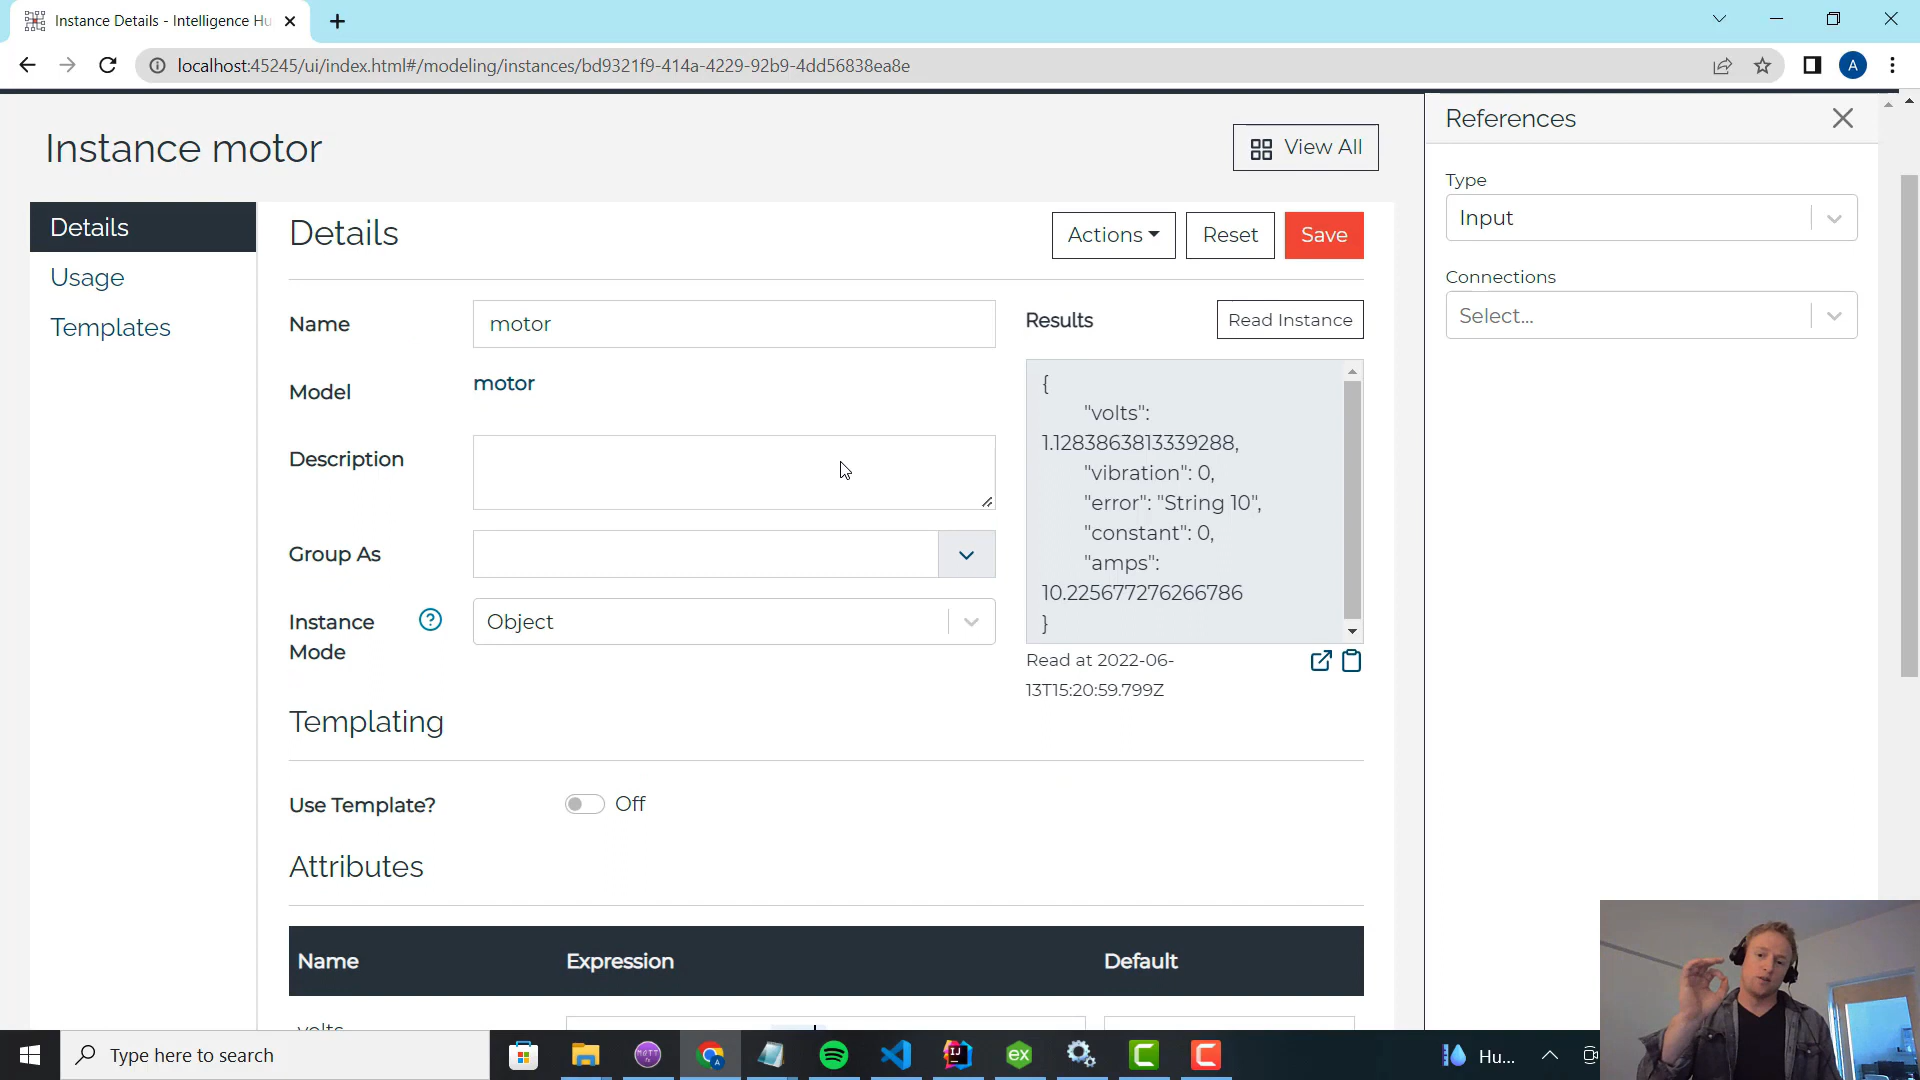 Instance Details - Intelligence Hu
localhost:45245/ui/index.html#/modeling/instances/bd9321f9-414a-4229-92b9-4dd56838ea8e
A
Instance motor
View All
References
Type
Input
Connections
Select...
Details
Usage
Templates
Details
Actions
Reset
Save
Name
motor
Results
Read Instance
Model
motor
{
"volts":
1.1283863813339288,
"vibration": 0,
"error": "String 10",
"constant": 0,
"amps":
10.225677276266786
}
Description
Group As
Instance
Mode
?
Object
Read at 2022-06-
13T15:20:59.799Z
Templating
Use Template?
Off
Attributes
Name
Expression
Default
volts
Type here to search
A
IJ
ex
C
C
Hu...